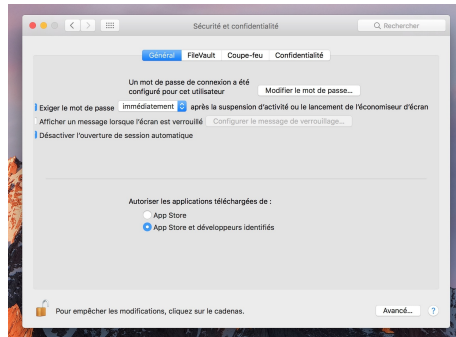 Sécurité et confidentialité
Rechercher
Général FileVault Coupe-feu Confidentialité
Un mot de passe de connexion a été
configuré pour cet utilisateur Modifier le mot de passe...
Exiger le mot de passe immédiatement après la suspension d'activité ou le lancement de l'économiseur d'écran
Afficher un message lorsque l'écran est verrouillé Configurer le message de verrouillage...
Désactiver l'ouverture de session automatique
Autoriser les applications téléchargées de :
App Store
App Store et développeurs identifiés
Pour empêcher les modifications, cliquez sur le cadenas. Avancé... ?